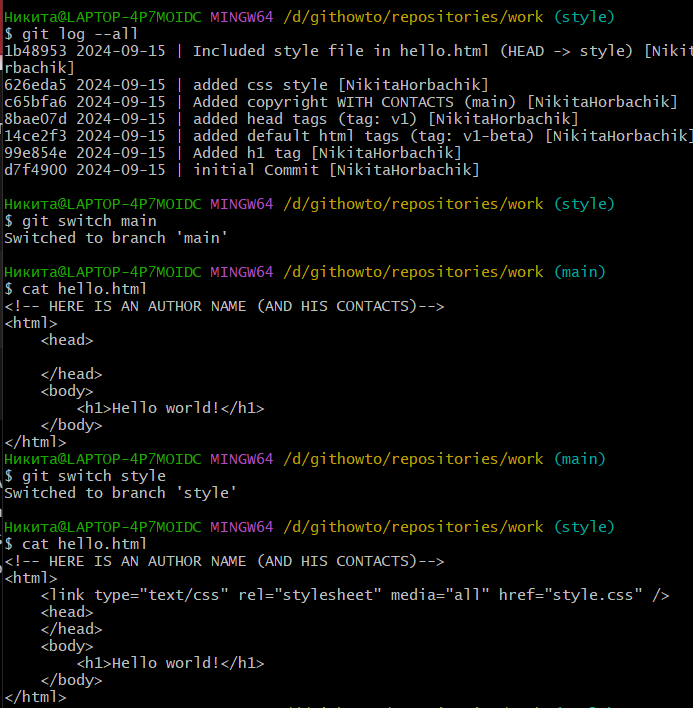 Никита@LAPTOP-4P7MOIDC MINGW64 /d/githowto/repositories/work (style)
$ git log --all
1b48953 2024-09-15 | Included style file in hello.html (HEAD -> style) [Nik
rbachik]
626eda5 2024-09-15 | added css style [NikitaHorbachik]
c65bfa6 2024-09-15 | Added copyright WITH CONTACTS (main) [NikitaHorbachik]
8bae07d 2024-09-15 | added head tags (tag: v1) [NikitaHorbachik]
14ce2f3 2024-09-15 | added default html tags (tag: v1-beta) [NikitaHorbachik]
99e854e 2024-09-15 | Added h1 tag [NikitaHorbachik]
d7f4900 2024-09-15 | initial Commit [NikitaHorbachik]
Никита@LAPTOP-4P7MOIDC MINGW64 /d/githowto/repositories/work (style)
$ git switch main
Switched to branch 'main'
Никита@LAPTOP-4P7MOIDC MINGW64 /d/githowto/repositories/work (main)
$ cat hello.html
<!-- HERE IS AN AUTHOR NAME (AND HIS CONTACTS)-->
<html>
    <head>
    </head>
    <body>
        <h1>Hello world!</h1>
    </body>
</html>
Никита@LAPTOP-4P7MOIDC MINGW64 /d/githowto/repositories/work (main)
$ git switch style
Switched to branch 'style'
Никита@LAPTOP-4P7MOIDC MINGW64 /d/githowto/repositories/work (style)
$ cat hello.html
<!-- HERE IS AN AUTHOR NAME (AND HIS CONTACTS)-->
<html>
    <link type="text/css" rel="stylesheet" media="all" href="style.css" />
    <head>
    </head>
    <body>
        <h1>Hello world!</h1>
    </body>
</html>